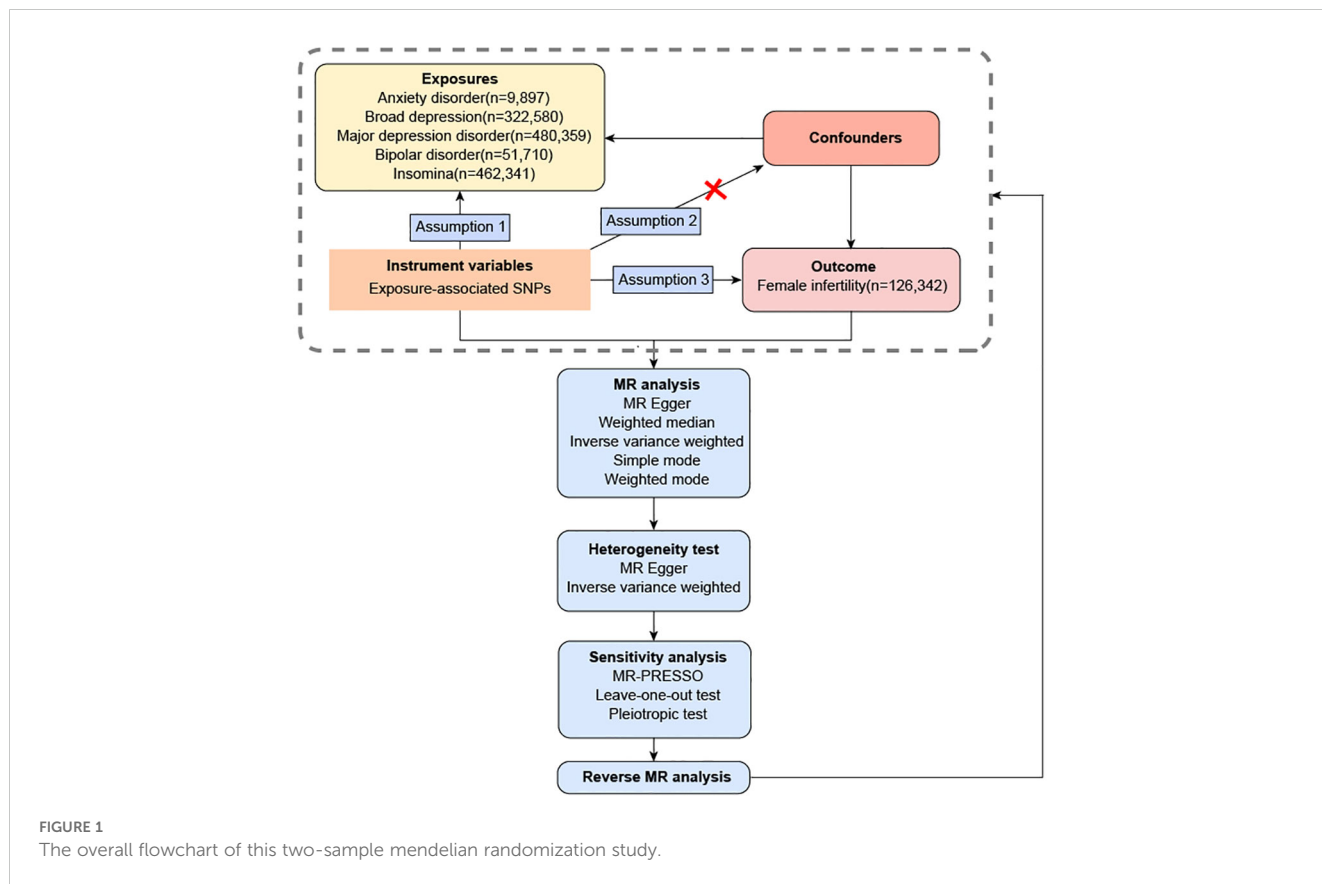 Exposures
Anxiety disorder(n=9,897)
Broad depression(n=322,580)
Major depression disorder(n=480,359)
Bipolar disorder(n=51,710)
Insomina(n=462,341)
Confounders
Assumption 1
Assumption 2
Instrument variables
Exposure-associated SNPs
Assumption 3
Outcome
Female infertility(n=126,342)
MR analysis
MR Egger
Weighted median
Inverse variance weighted
Simple mode
Weighted mode
Heterogeneity test
MR Egger
Inverse variance weighted
Sensitivity analysis
MR-PRESSO
Leave-one-out test
Pleiotropic test
Reverse MR analysis
FIGURE 1
The overall flowchart of this two-sample mendelian randomization study.